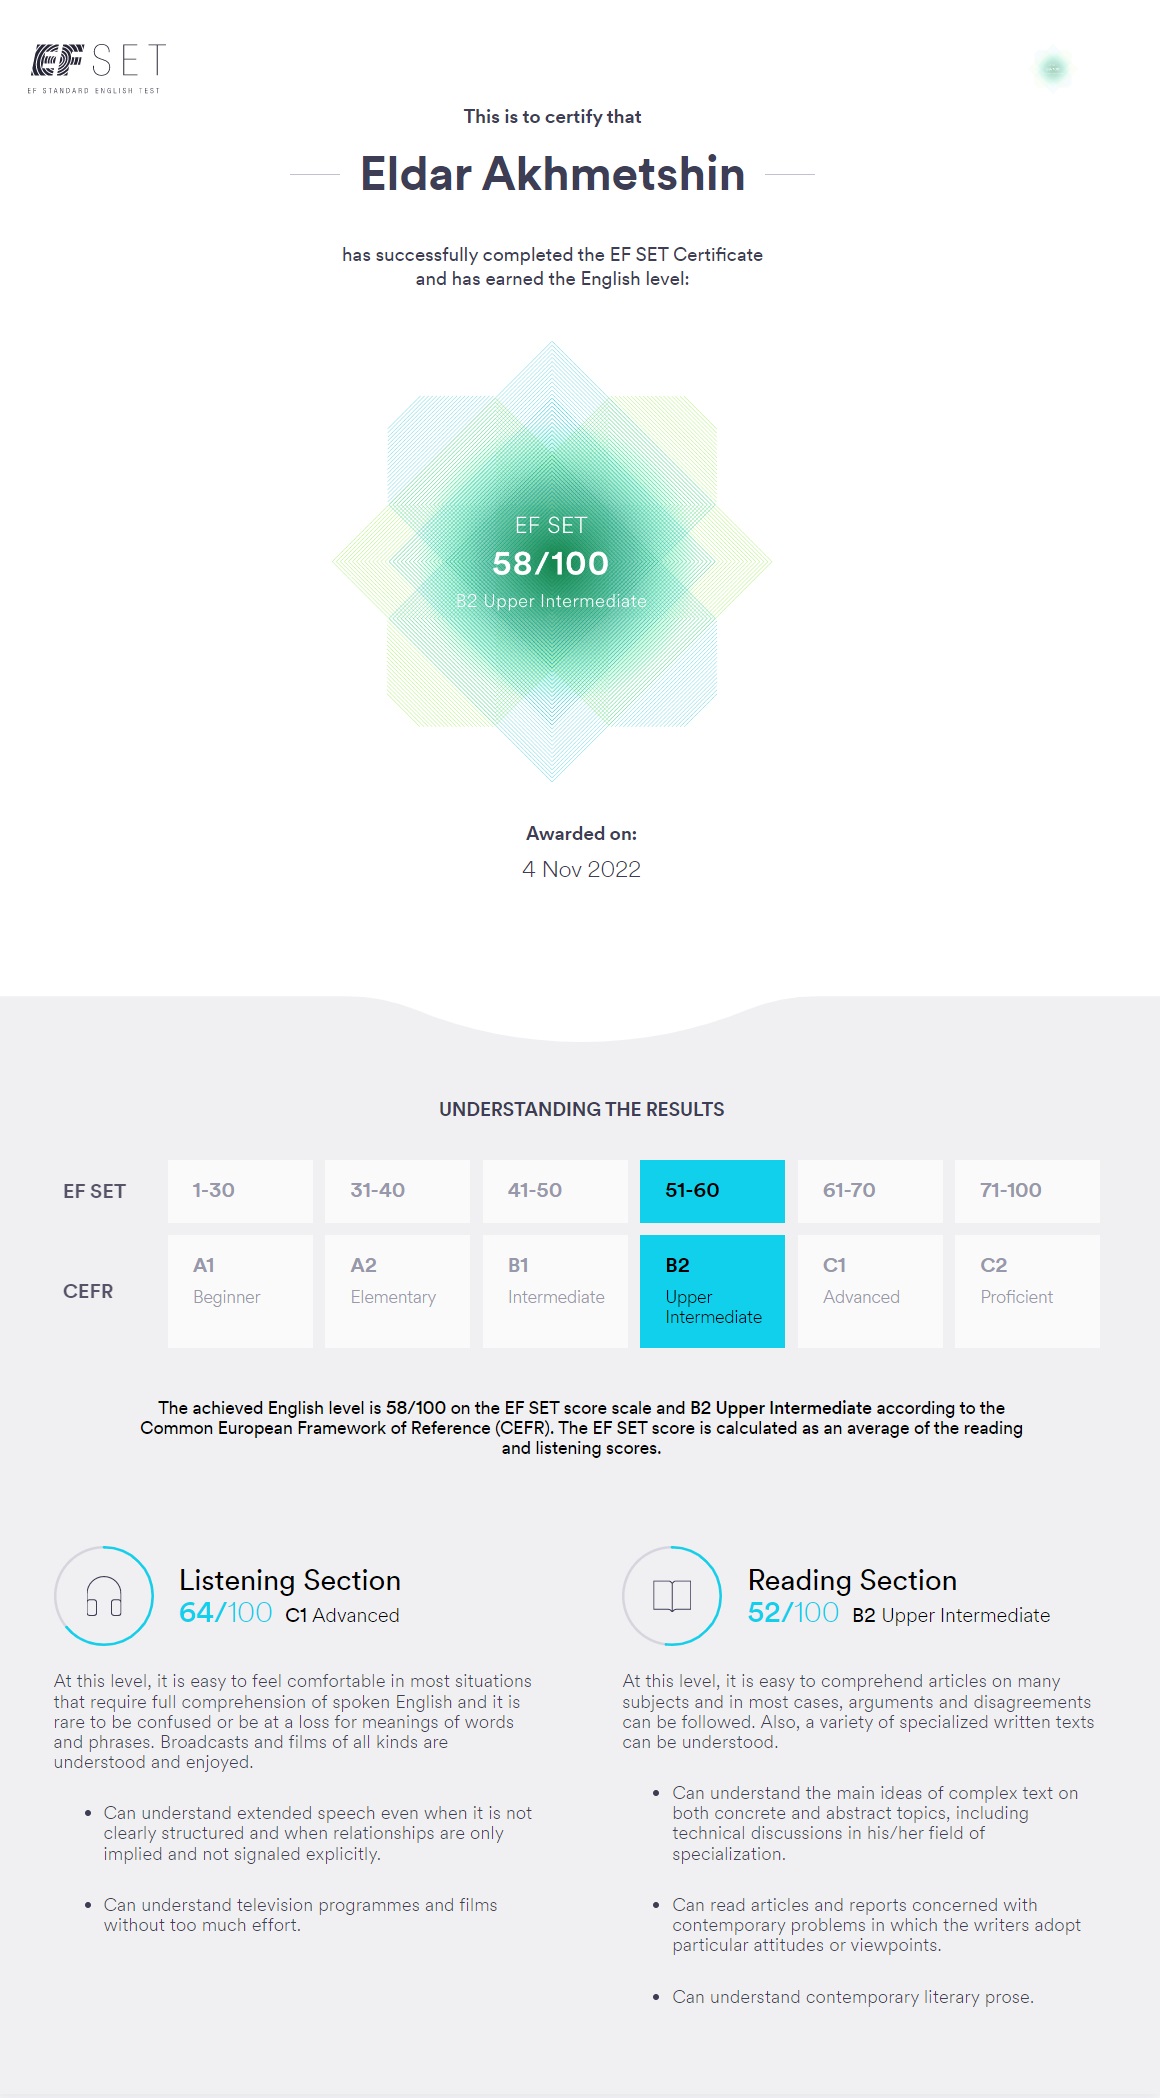 EF SET
EF STANDARD ENGLISH TEST
This is to certify that
Eldar Akhmetshin
has successfully completed the EF SET Certificate
and has earned the English level:
EF SET
58/100
B2 Upper Intermediate
Awarded on:
4 Nov 2022
UNDERSTANDING THE RESULTS
EF SET 1-30 31-40 41-50 51-60 61-70 71-100
CEFR
A1 A2 B1 B2 C1 C2
Beginner Elementary Intermediate Upper Advanced Proficient
Intermediate
The achieved English level is 58/100 on the EF SET score scale and B2 Upper Intermediate according to the
Common European Framework of Reference (CEFR). The EF SET score is calculated as an average of the reading
and listening scores.
Listening Section
64/100 C1 Advanced
At this level, it is easy to feel comfortable in most situations
that require full comprehension of spoken English and it is
rare to be confused or be at a loss for meanings of words
and phrases. Broadcasts and films of all kinds are
understood and enjoyed.
• Can understand extended speech even when it is not
clearly structured and when relationships are only
implied and not signaled explicitly.
• Can understand television programmes and films
without too much effort.
Reading Section
52/100 B2 Upper Intermediate
At this level, it is easy to comprehend articles on many
subjects and in most cases, arguments and disagreements
can be followed. Also, a variety of specialized written texts
can be understood.
• Can understand the main ideas of complex text on
both concrete and abstract topics, including
technical discussions in his/her field of
specialization.
• Can read articles and reports concerned with
contemporary problems in which the writers adopt
particular attitudes or viewpoints.
• Can understand contemporary literary prose.